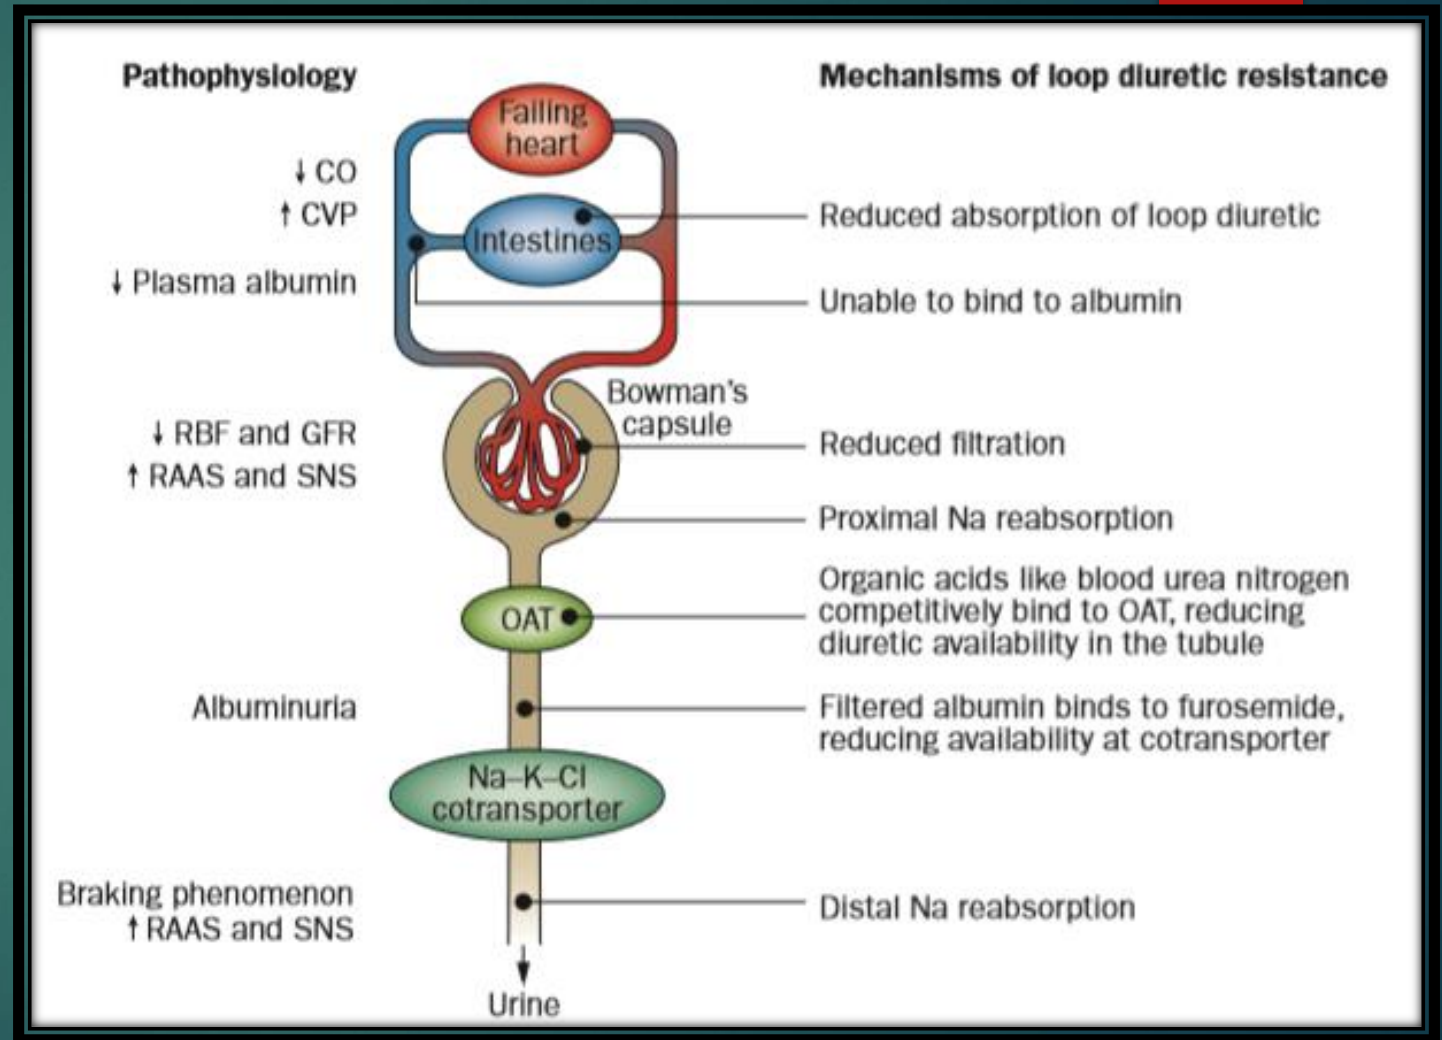 Pathophysiology
Mechanisms of loop diuretic resistance
Failing
heart
↓ CO
↑ CVP
Intestines
Reduced absorption of loop diuretic
↓ Plasma albumin
Unable to bind to albumin
Bowman's
capsule
↓ RBF and GFR
↑ RAAS and SNS
Reduced filtration
Proximal Na reabsorption
OAT
Organic acids like blood urea nitrogen
competitively bind to OAT, reducing
diuretic availability in the tubule
Albuminuria
Filtered albumin binds to furosemide,
reducing availability at cotransporter
Na–K–Cl
cotransporter
Braking phenomenon
↑ RAAS and SNS
Distal Na reabsorption
Urine